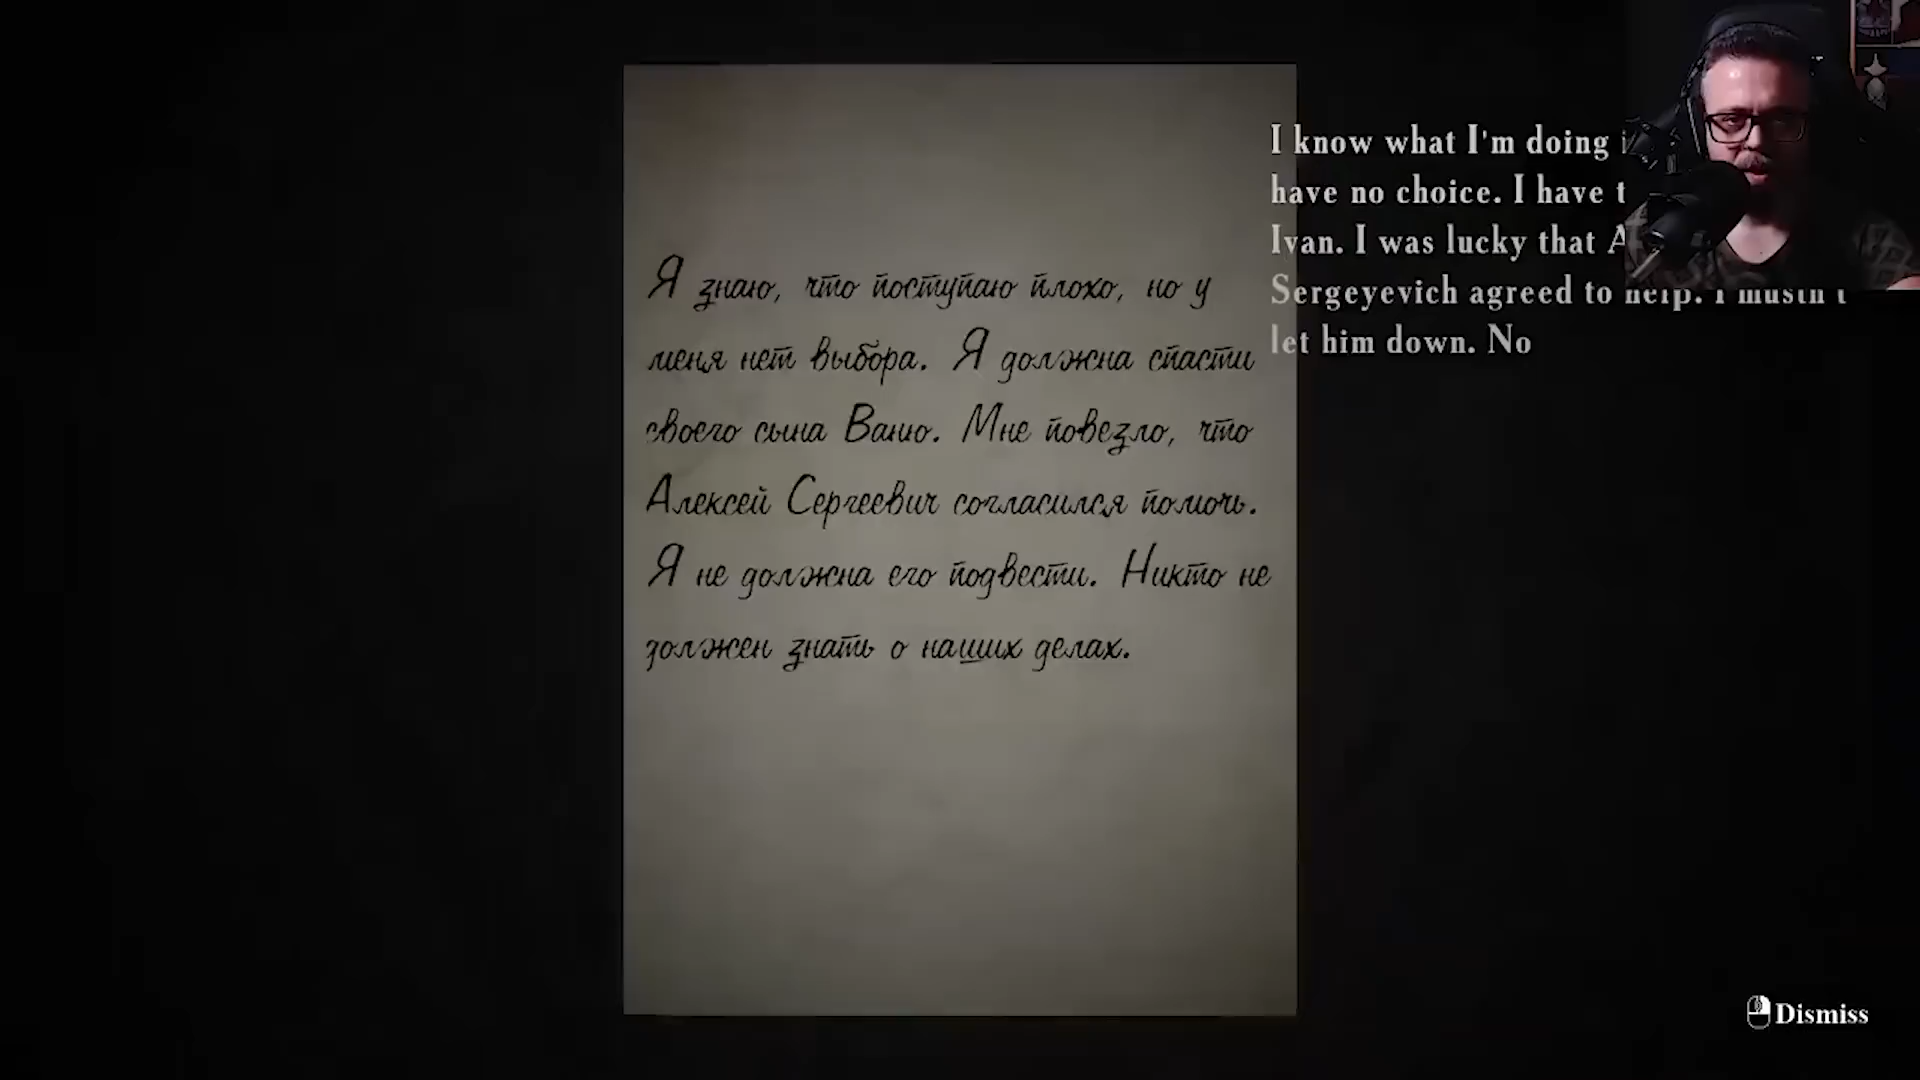 Я знаю, что поступаю плохо, но у
меня нет выбора. Я должна спасти
своего сына Ваню. Мне повезло, что
Алексей Сергеевич согласился помочь.
Я не должна его подвести. Никто не
должен знать о наших делах.
I know what I'm doing
have no choice. I have
Ivan. I was lucky that
Sergeyevich agreed to help. I mustn't
let him down. No
Dismiss